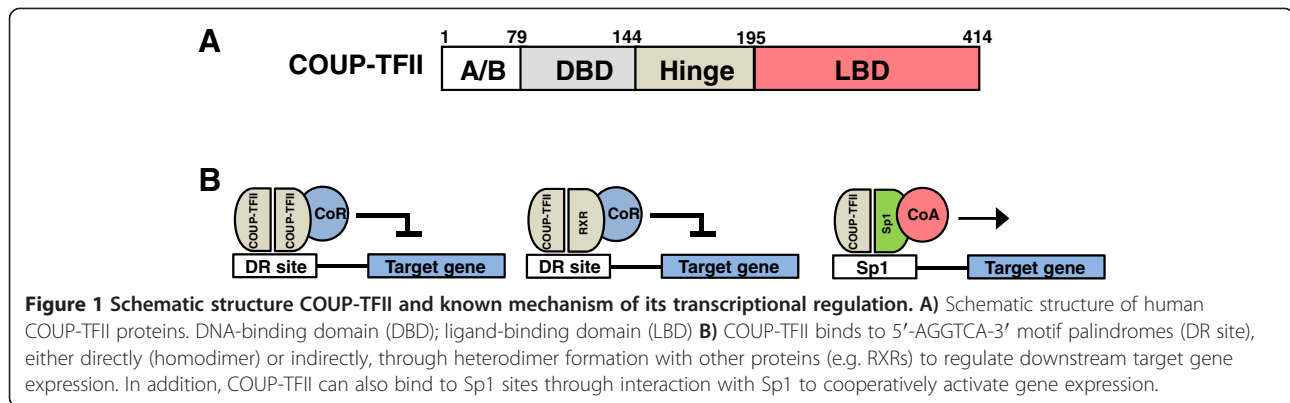 A
1 79 144 195 414
COUP-TFII A/B DBD Hinge LBD
B
COUP-TFII COUP-TFII CoR COUP-TFII RXR CoR COUP-TFII Sp1 CoA
DR site Target gene DR site Target gene Sp1 Target gene
Figure 1 Schematic structure COUP-TFII and known mechanism of its transcriptional regulation. A) Schematic structure of human
COUP-TFII proteins. DNA-binding domain (DBD); ligand-binding domain (LBD) B) COUP-TFII binds to 5′-AGGTCA-3′ motif palindromes (DR site),
either directly (homodimer) or indirectly, through heterodimer formation with other proteins (e.g. RXRs) to regulate downstream target gene
expression. In addition, COUP-TFII can also bind to Sp1 sites through interaction with Sp1 to cooperatively activate gene expression.